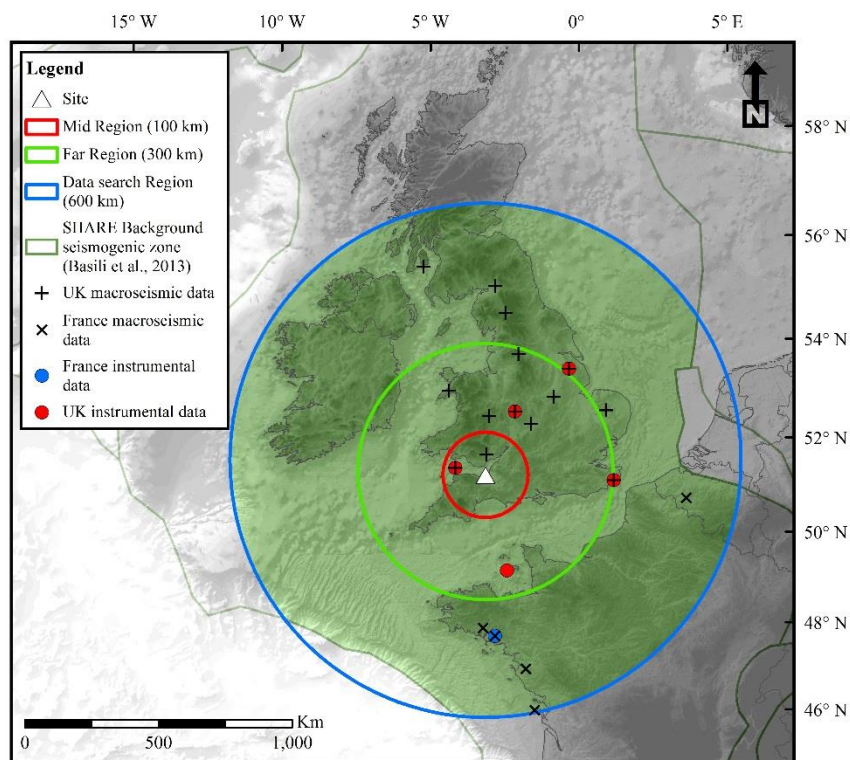 15° W 10° W 5° W 0° 5° E
Legend
Site
Mid Region (100 km)
Far Region (300 km)
Data search Region
(600 km)
SHARE Background
seismogenic zone
(Basili et al., 2013)
UK macroseismic data
France macroseismic
data
France instrumental
data
UK instrumental data
N
58° N
56° N
54° N
52° N
50° N
48° N
46° N
Km
0 500 1,000